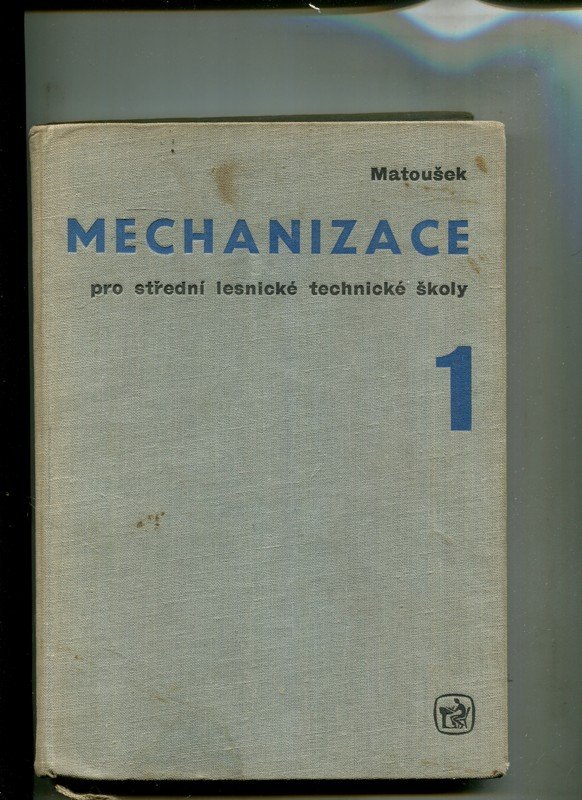 Matoušek
MECHANIZACE
pro střední lesnické technické školy
1